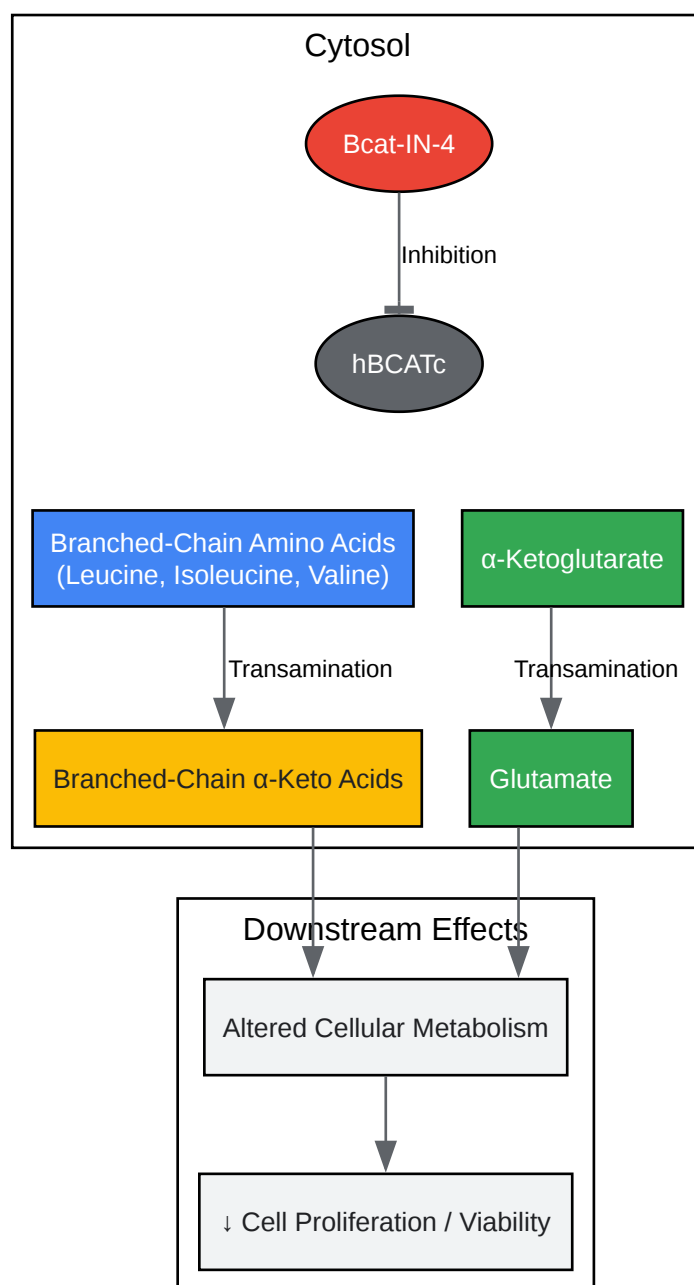 Cytosol
Bcat-IN-4
Inhibition
hBCATc
Branched-Chain Amino Acids
(Leucine, Isoleucine, Valine)
α-Ketoglutarate
Transamination
Transamination
Branched-Chain α-Keto Acids
Glutamate
Downstream Effects
Altered Cellular Metabolism
↓ Cell Proliferation / Viability